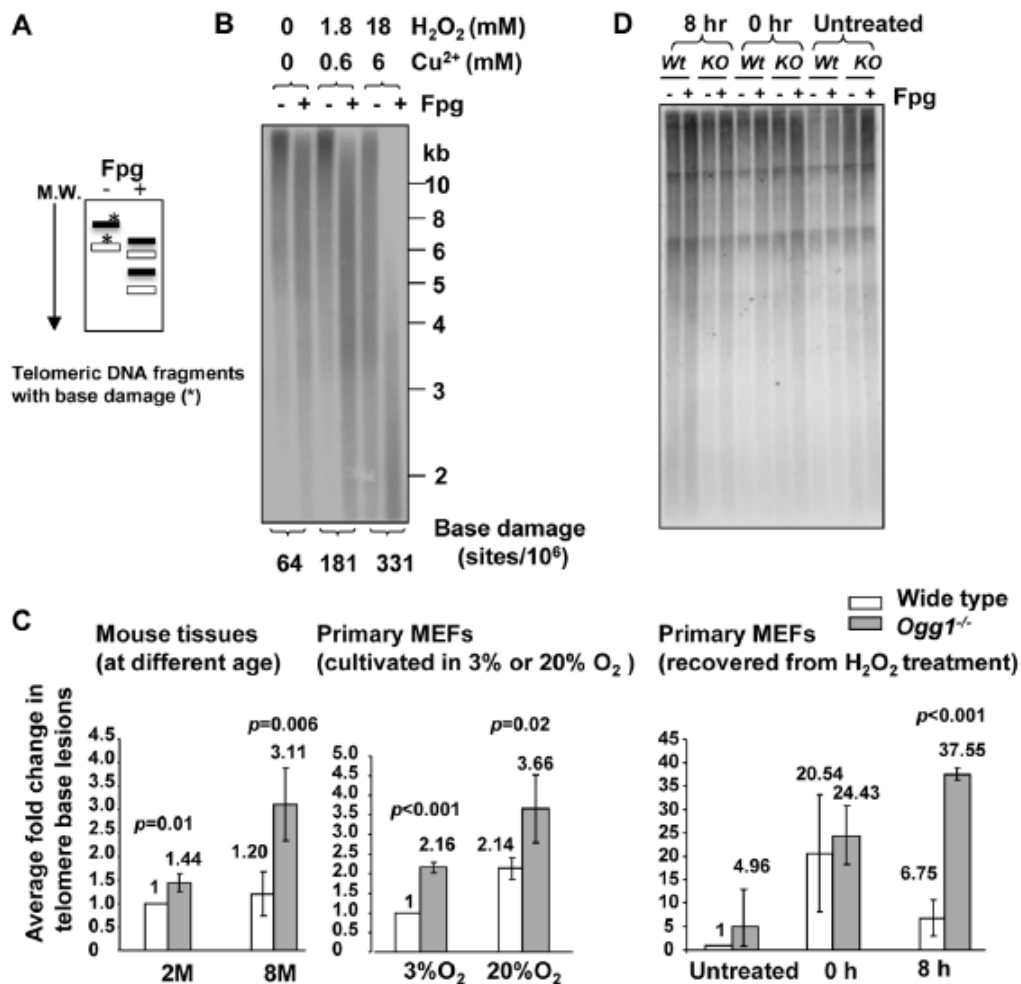 A
Fpg
- +
M.W.
*
*
Telomeric DNA fragments
with base damage (*)
B
0 1.8 18 H₂O₂ (mM)
0 0.6 6 Cu²⁺ (mM)
- + - + - + Fpg
kb
10
8
6
5
4
3
2
Base damage
64 181 331 (sites/10⁶)
D
8 hr 0 hr Untreated
Wt KO Wt KO Wt KO
- + - + - + - + - + - + Fpg
Wide type
Ogg1⁻/⁻
C
Average fold change in
telomere base lesions
Mouse tissues
(at different age)
4.5
4.0
3.5
3.0
2.5
2.0
1.5
1.0
0.5
0
p=0.01
p=0.006
1 1.44 1.20 3.11
2M 8M
Primary MEFs
(cultivated in 3% or 20% O₂ )
5.0
4.5
4.0
3.5
3.0
2.5
2.0
1.5
1.0
0.5
0
p<0.001
p=0.02
1 2.16 2.14 3.66
3%O₂ 20%O₂
Primary MEFs
(recovered from H₂O₂ treatment)
45
40
35
30
25
20
15
10
5
0
p<0.001
1 4.96 20.54 24.43 6.75 37.55
Untreated 0 h 8 h